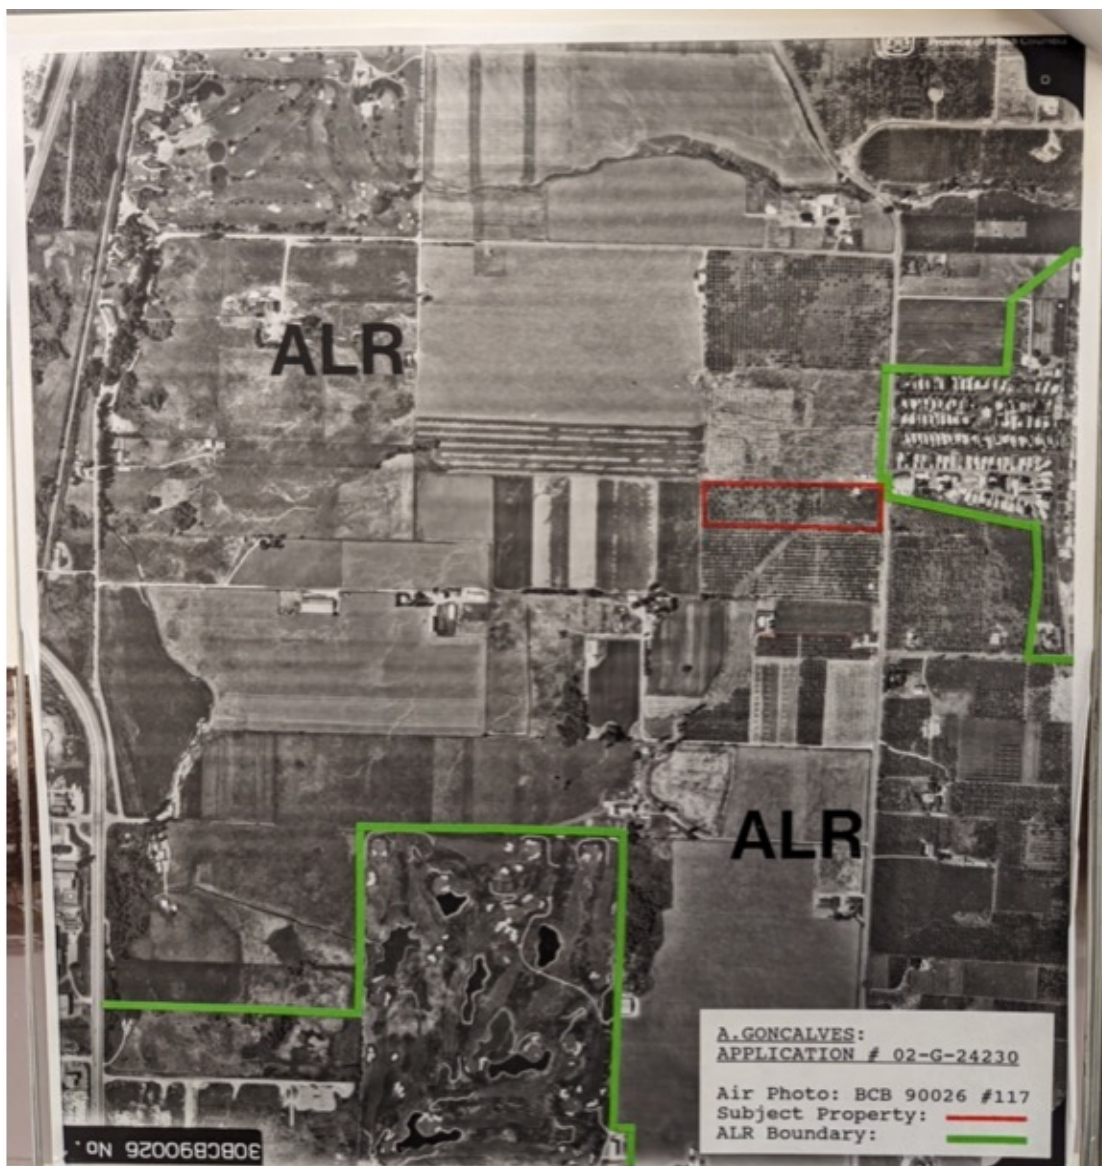 ALR
ALR
A.GONCALVES:
APPLICATION # 02-G-24230
Air Photo: BCB 90026 #117
Subject Property:
ALR Boundary:
30BCB90026 No.